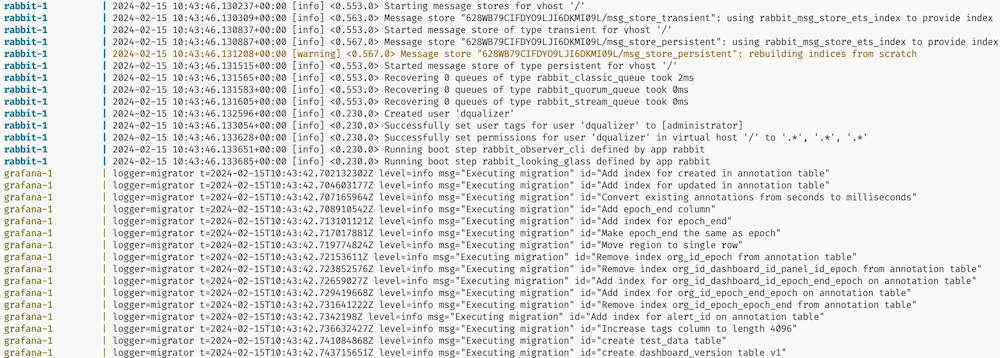 rabbit-1 | 2024-02-15 10:43:46.130237+00:00 [info] <0.553.0> Starting message stores for vhost '/'
rabbit-1 | 2024-02-15 10:43:46.130309+00:00 [info] <0.563.0> Message store "628WB79CIFDYO9LJI6DKMI09L/msg_store_transient": using rabbit_msg_store_ets_index to provide index
rabbit-1 | 2024-02-15 10:43:46.130837+00:00 [info] <0.553.0> Started message store of type transient for vhost '/'
rabbit-1 | 2024-02-15 10:43:46.130887+00:00 [info] <0.567.0> Message store "628WB79CIFDYO9LJI6DKMI09L/msg_store_persistent": using rabbit_msg_store_ets_index to provide index
rabbit-1 | 2024-02-15 10:43:46.131208+00:00 [warning] <0.567.0> Message store "628WB79CIFDYO9LJI6DKMI09L/msg_store_persistent": rebuilding indices from scratch
rabbit-1 | 2024-02-15 10:43:46.131515+00:00 [info] <0.553.0> Started message store of type persistent for vhost '/'
rabbit-1 | 2024-02-15 10:43:46.131565+00:00 [info] <0.553.0> Recovering 0 queues of type rabbit_classic_queue took 2ms
rabbit-1 | 2024-02-15 10:43:46.131583+00:00 [info] <0.553.0> Recovering 0 queues of type rabbit_quorum_queue took 0ms
rabbit-1 | 2024-02-15 10:43:46.131605+00:00 [info] <0.553.0> Recovering 0 queues of type rabbit_stream_queue took 0ms
rabbit-1 | 2024-02-15 10:43:46.132596+00:00 [info] <0.230.0> Created user 'dqualizer'
rabbit-1 | 2024-02-15 10:43:46.133054+00:00 [info] <0.230.0> Successfully set user tags for user 'dqualizer' to [administrator]
rabbit-1 | 2024-02-15 10:43:46.133628+00:00 [info] <0.230.0> Successfully set permissions for user 'dqualizer' in virtual host '/' to '.*', '.*', '.*'
rabbit-1 | 2024-02-15 10:43:46.133651+00:00 [info] <0.230.0> Running boot step rabbit_observer_cli defined by app rabbit
rabbit-1 | 2024-02-15 10:43:46.133685+00:00 [info] <0.230.0> Running boot step rabbit_looking_glass defined by app rabbit
grafana-1 | logger=migrator t=2024-02-15T10:43:42.702132302Z level=info msg="Executing migration" id="Add index for created in annotation table"
grafana-1 | logger=migrator t=2024-02-15T10:43:42.704603177Z level=info msg="Executing migration" id="Add index for updated in annotation table"
grafana-1 | logger=migrator t=2024-02-15T10:43:42.707165964Z level=info msg="Executing migration" id="Convert existing annotations from seconds to milliseconds"
grafana-1 | logger=migrator t=2024-02-15T10:43:42.708910542Z level=info msg="Executing migration" id="Add epoch_end column"
grafana-1 | logger=migrator t=2024-02-15T10:43:42.713101121Z level=info msg="Executing migration" id="Add index for epoch_end"
grafana-1 | logger=migrator t=2024-02-15T10:43:42.717017881Z level=info msg="Executing migration" id="Make epoch_end the same as epoch"
grafana-1 | logger=migrator t=2024-02-15T10:43:42.719774824Z level=info msg="Executing migration" id="Move region to single row"
grafana-1 | logger=migrator t=2024-02-15T10:43:42.72153611Z level=info msg="Executing migration" id="Remove index org_id_epoch from annotation table"
grafana-1 | logger=migrator t=2024-02-15T10:43:42.723852576Z level=info msg="Executing migration" id="Remove index org_id_dashboard_id_panel_id_epoch from annotation table"
grafana-1 | logger=migrator t=2024-02-15T10:43:42.72659027Z level=info msg="Executing migration" id="Add index for org_id_dashboard_id_epoch_end_epoch on annotation table"
grafana-1 | logger=migrator t=2024-02-15T10:43:42.729419668Z level=info msg="Executing migration" id="Add index for org_id_epoch_end_epoch on annotation table"
grafana-1 | logger=migrator t=2024-02-15T10:43:42.731641222Z level=info msg="Executing migration" id="Remove index org_id_epoch_epoch_end from annotation table"
grafana-1 | logger=migrator t=2024-02-15T10:43:42.7342198Z level=info msg="Executing migration" id="Add index for alert_id on annotation table"
grafana-1 | logger=migrator t=2024-02-15T10:43:42.736632427Z level=info msg="Executing migration" id="Increase tags column to length 4096"
grafana-1 | logger=migrator t=2024-02-15T10:43:42.741084868Z level=info msg="Executing migration" id="create test_data table"
grafana-1 | logger=migrator t=2024-02-15T10:43:42.743715651Z level=info msg="Executing migration" id="create dashboard_version table v1"